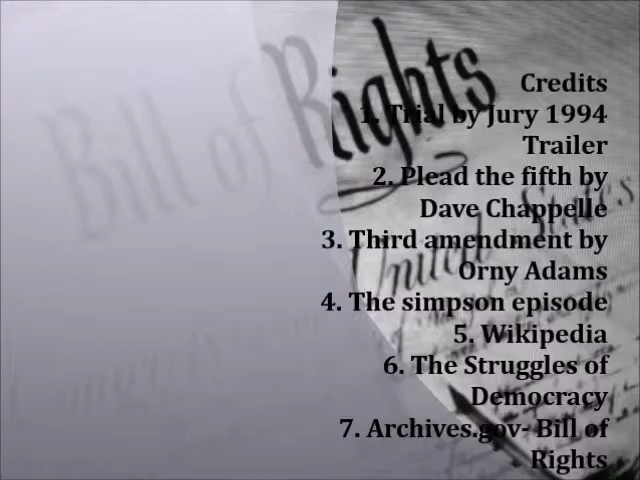 Bill of Rights
Credits
1. Trial by Jury 1994
Trailer
2. Plead the fifth by
Dave Chappelle
3. Third amendment by
Orny Adams
4. The simpson episode
5. Wikipedia
6. The Struggles of
Democracy
7. Archives.gov- Bill of
Rights
United States